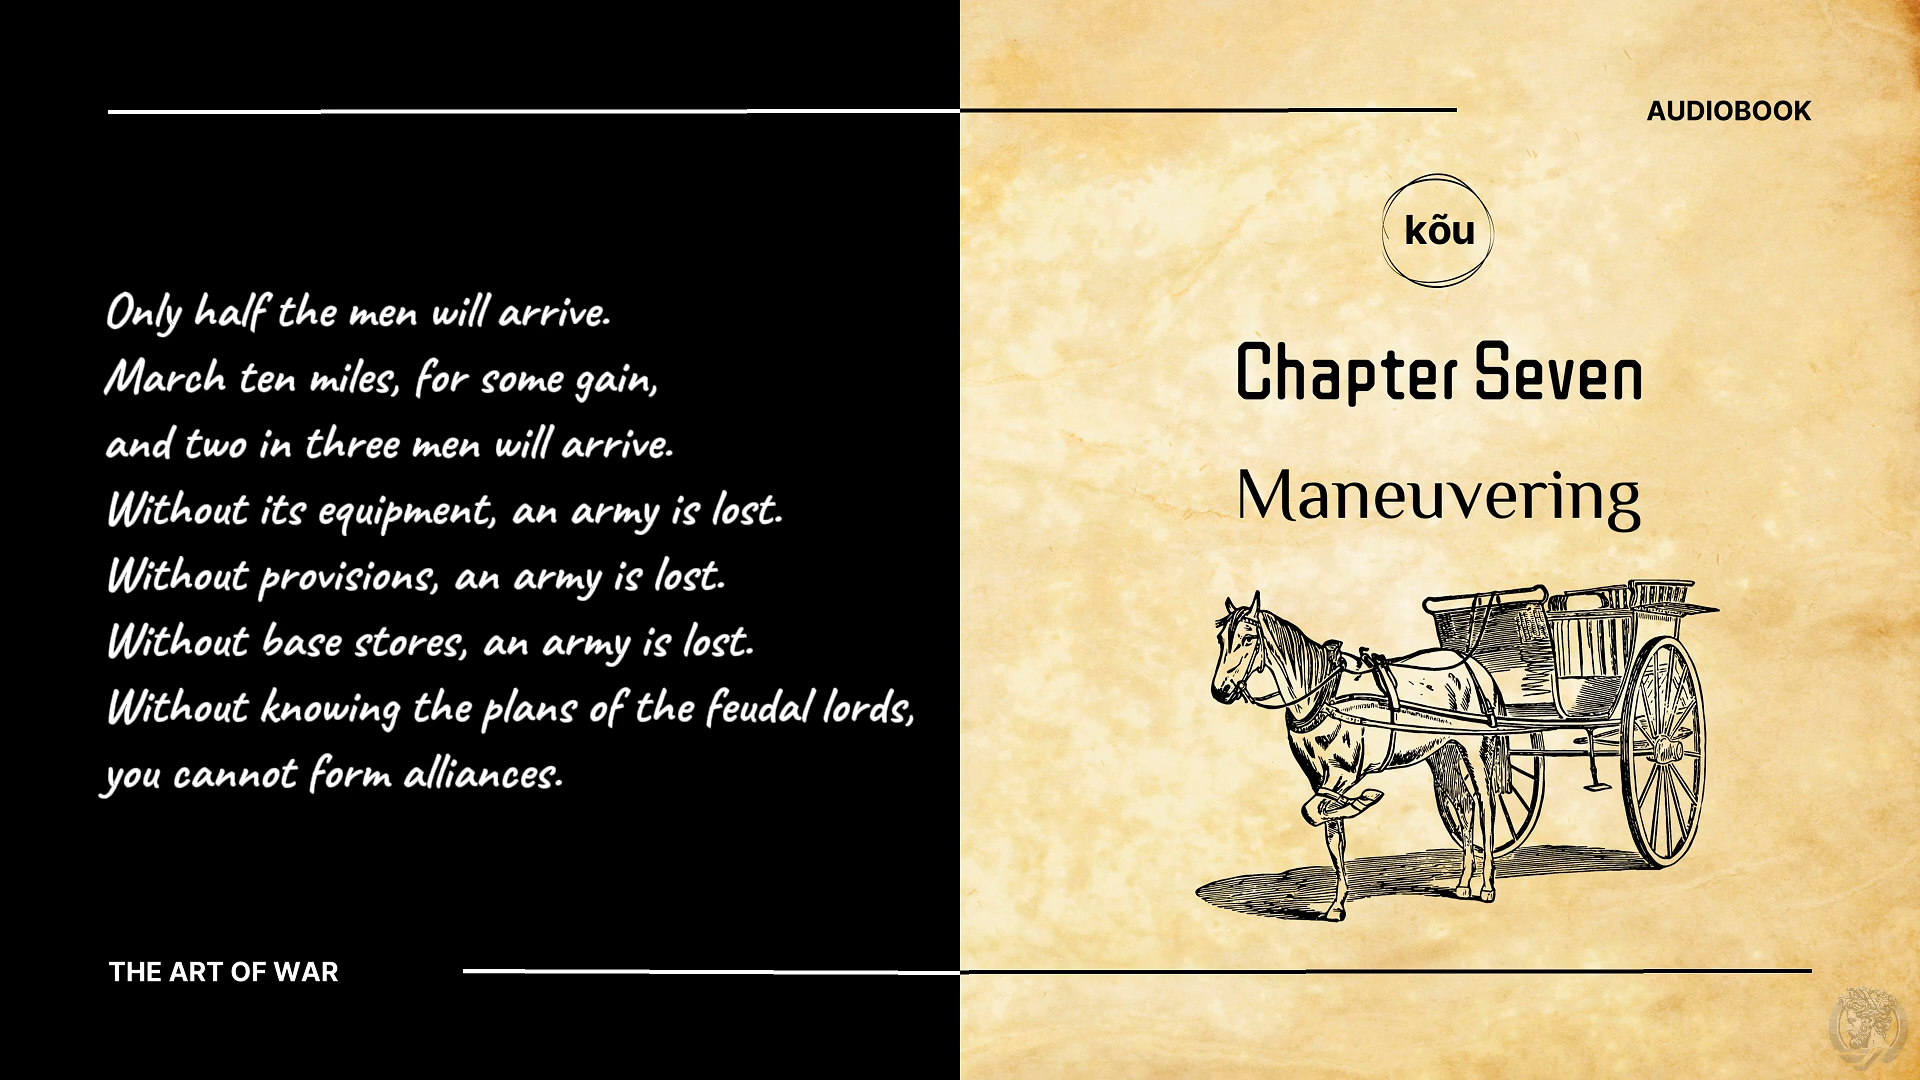 Only half the men will arrive.
March ten miles, for some gain,
and two in three men will arrive.
Without its equipment, an army is lost.
Without provisions, an army is lost.
Without base stores, an army is lost.
Without knowing the plans of the feudal lords,
you cannot form alliances.
THE ART OF WAR
AUDIOBOOK
kõu
Chapter Seven
Maneuvering